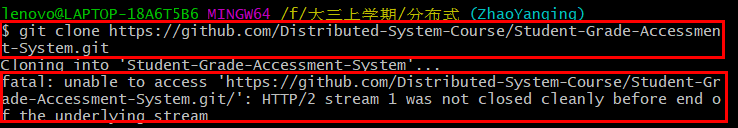 lenovo@LAPTOP-18A6T5B6 MINGW64 /f/大三上学期/分布式 (ZhaoYanqing)
$ git clone https://github.com/Distributed-System-Course/Student-Grade-Accessmen
t-System.git
Cloning into 'Student-Grade-Accessment-System'...
fatal: unable to access 'https://github.com/Distributed-System-Course/Student-Gr
ade-Accessment-System.git/': HTTP/2 stream 1 was not closed cleanly before end o
f the underlying stream